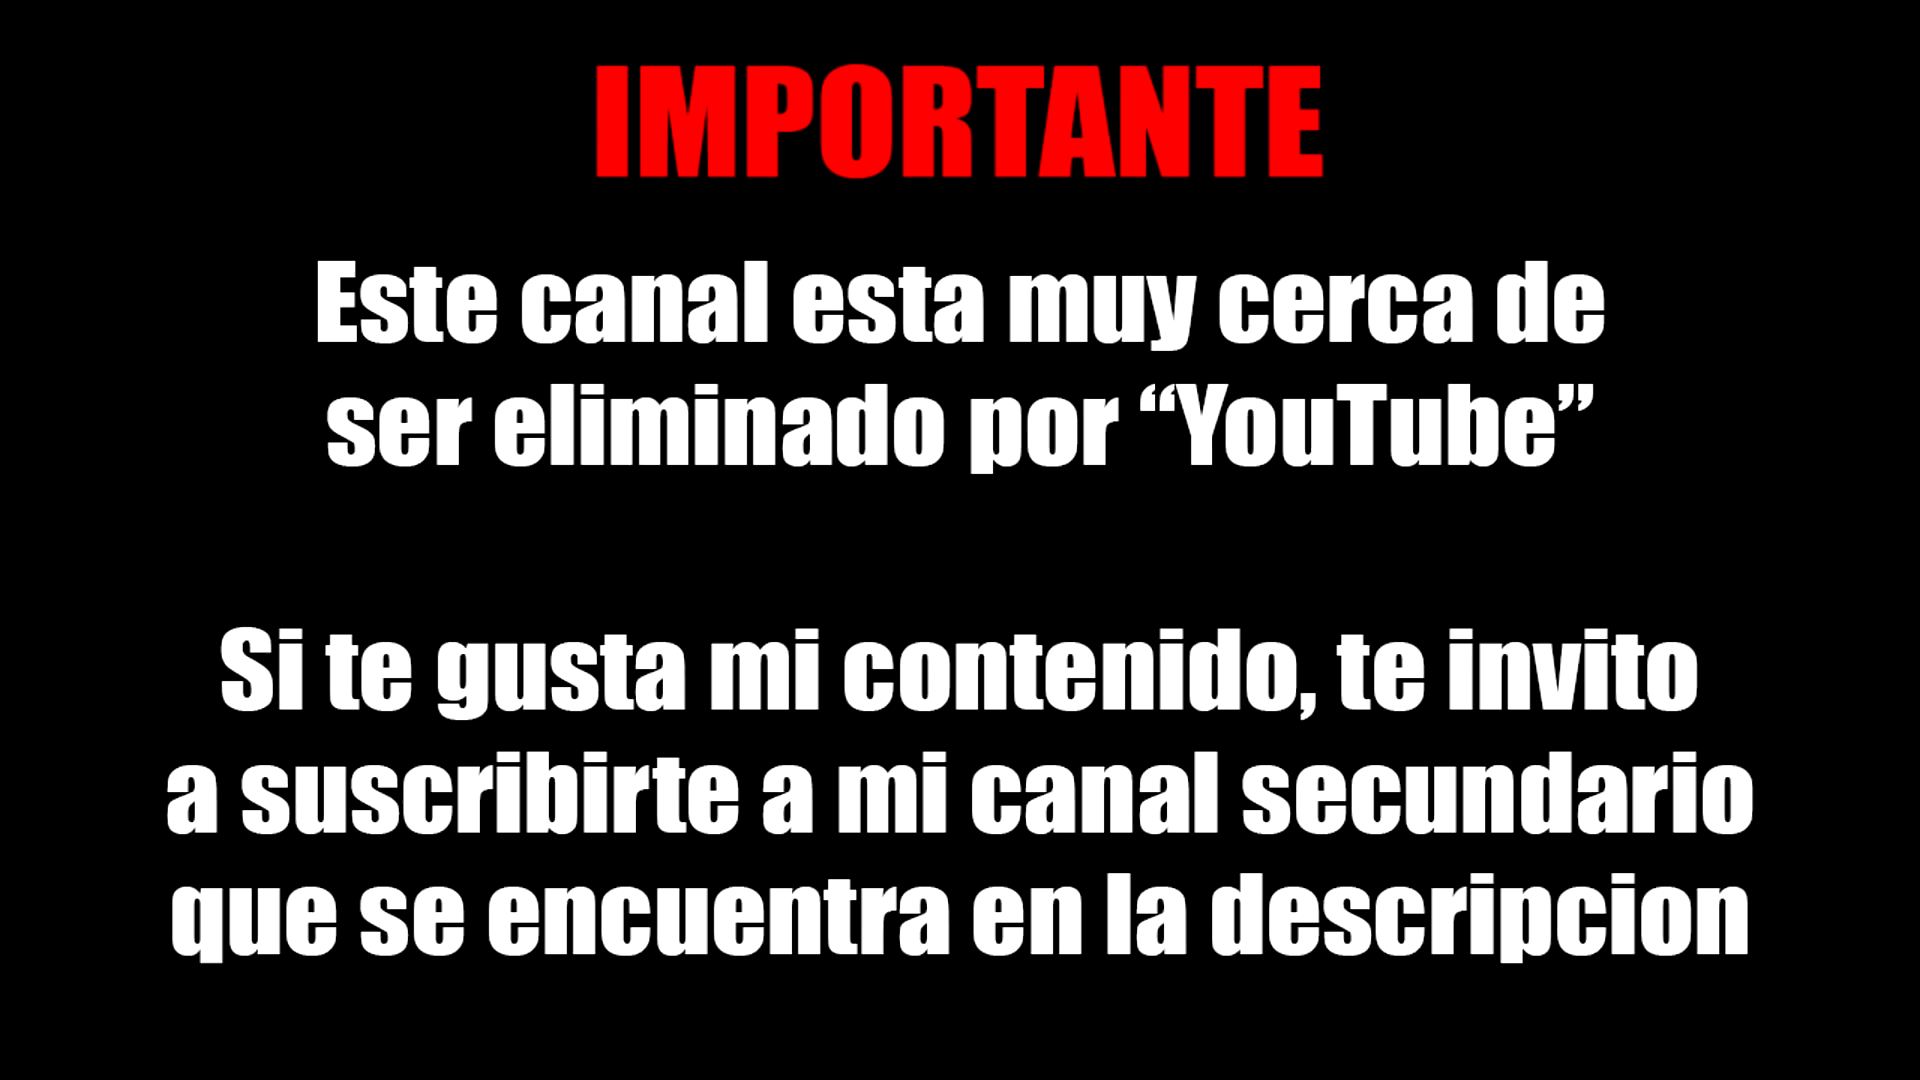 IMPORTANTE
Este canal esta muy cerca de
ser eliminado por “YouTube”
Si te gusta mi contenido, te invito
a suscribirte a mi canal secundario
que se encuentra en la descripcion